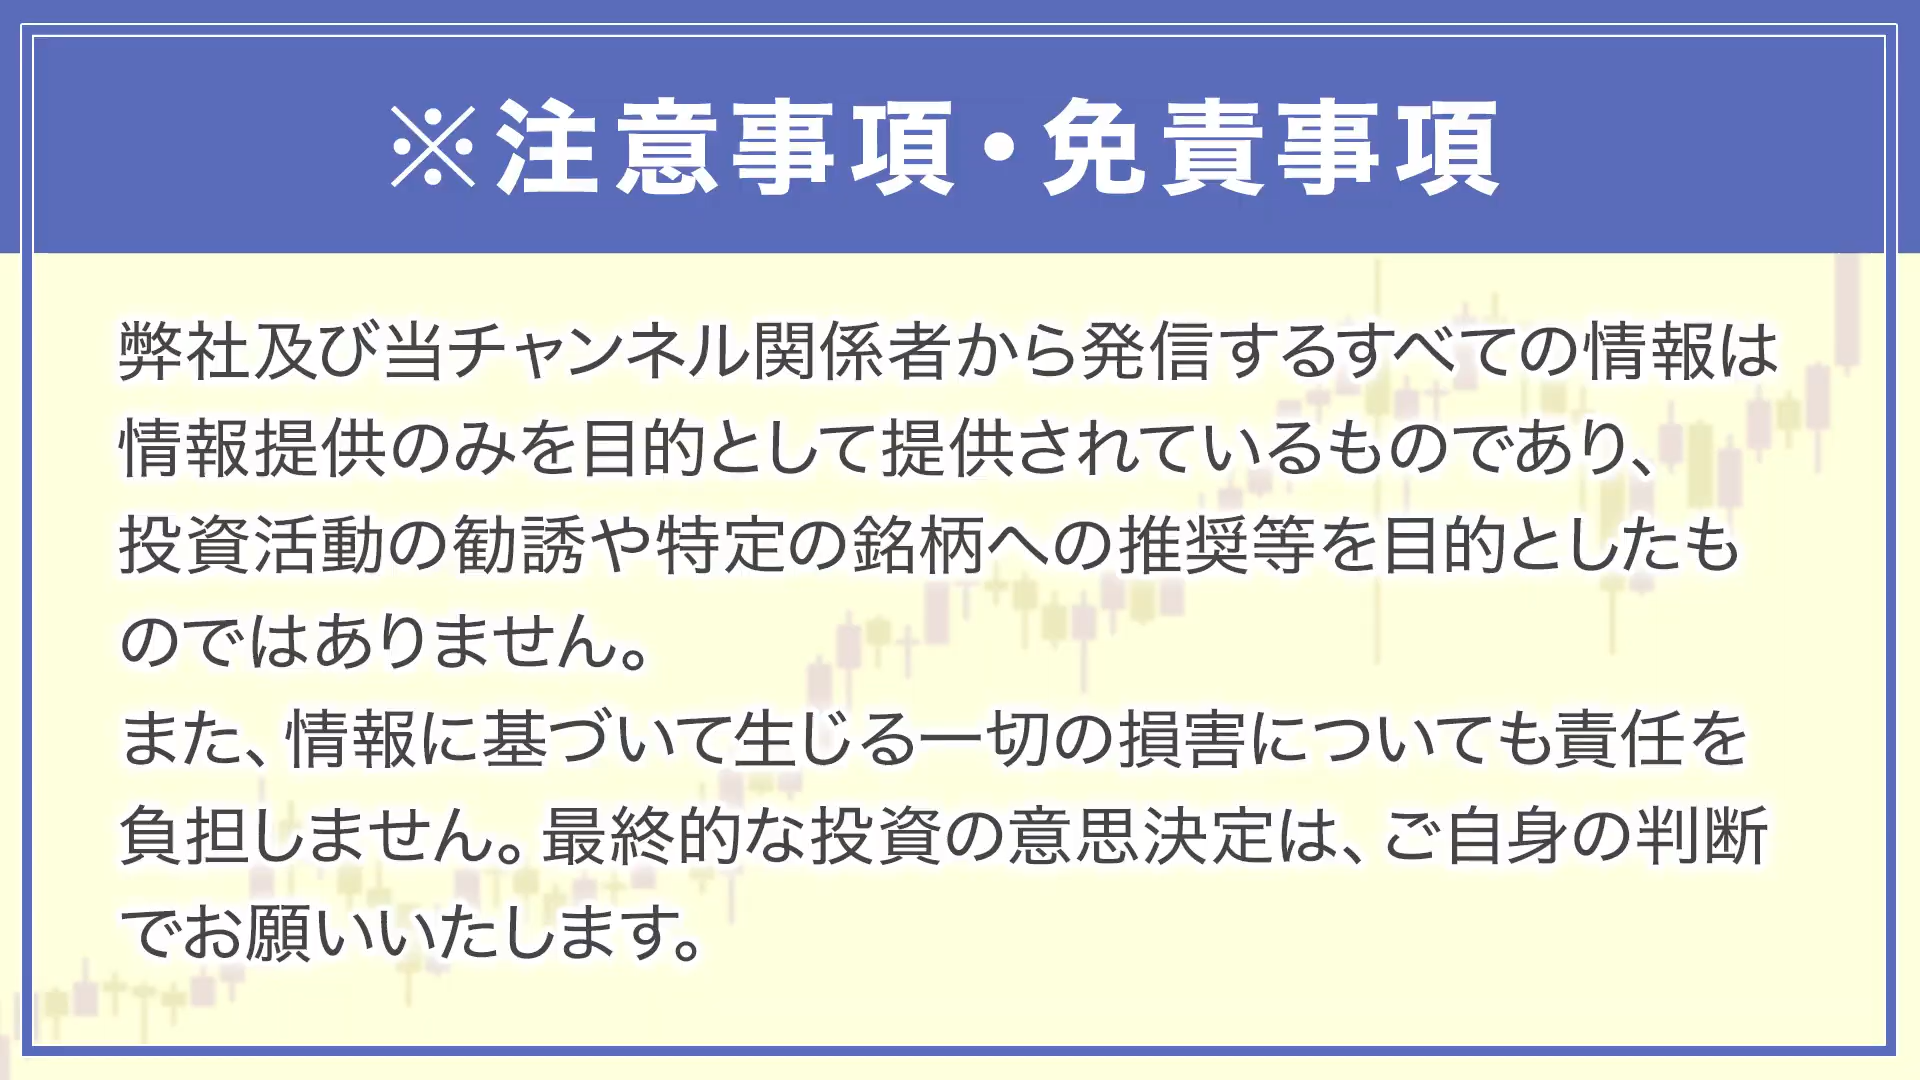 ※注意事項・免責事項
弊社及び当チャンネル関係者から発信するすべての情報は
情報提供のみを目的として提供されているものであり、
投資活動の勧誘や特定の銘柄への推奨等を目的としたも
のではありません。
また、情報に基づいて生じる一切の損害についても責任を
負担しません。最終的な投資の意思決定は、ご自身の判断
でお願いいたします。